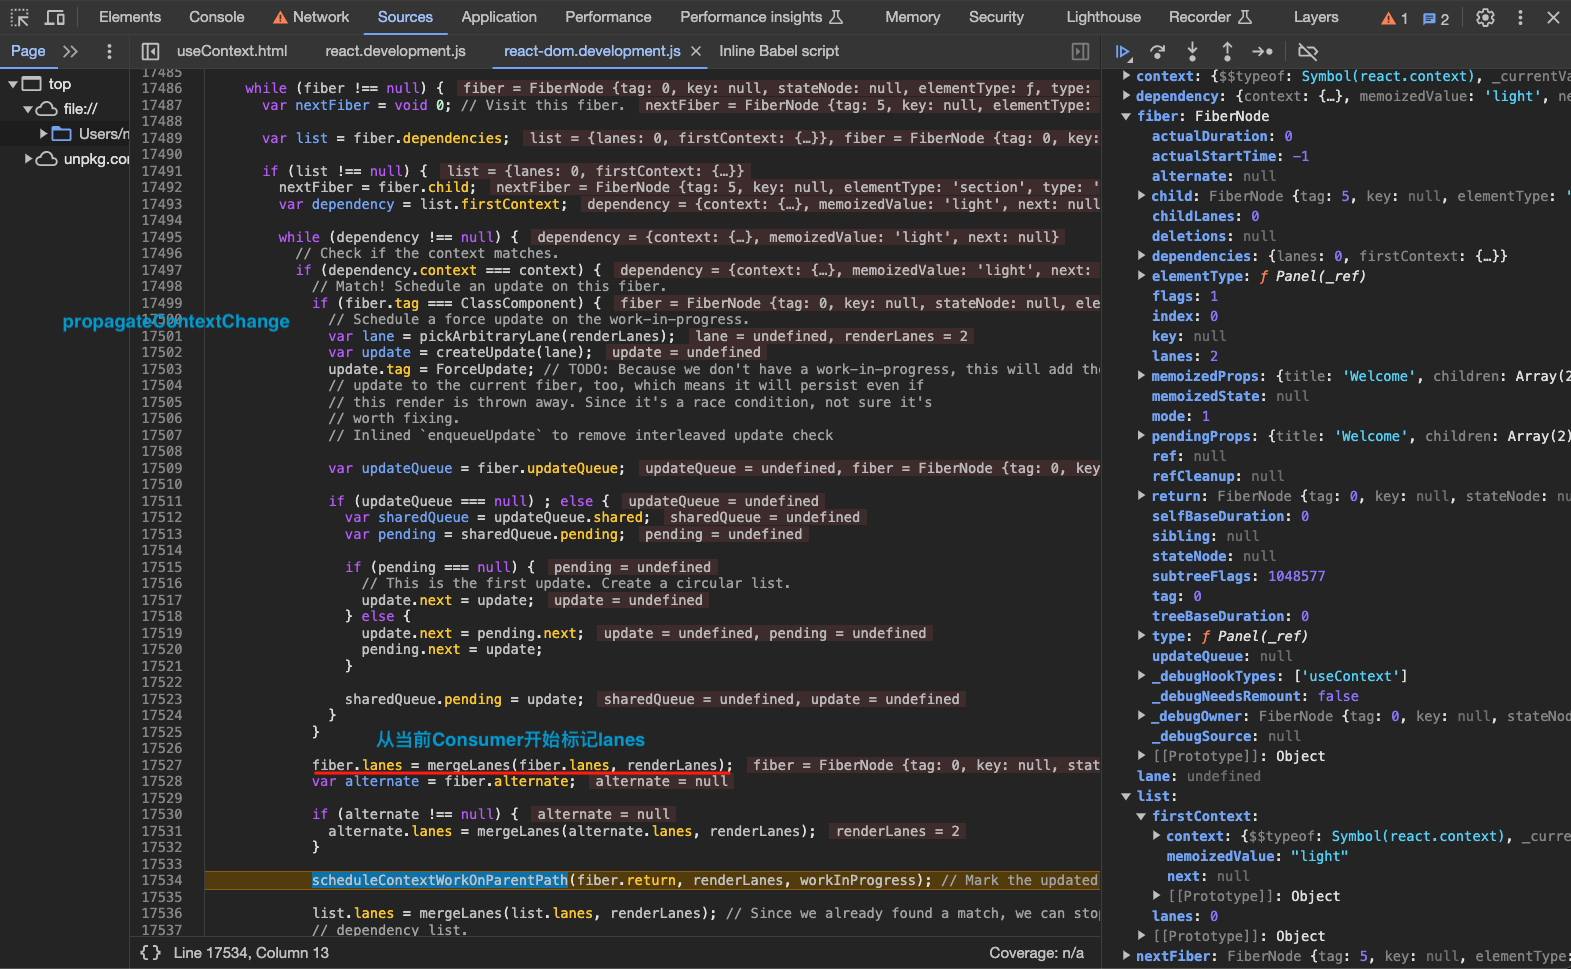 Elements Console Network Sources Application Performance Performance insights Memory Security Lighthouse Recorder Layers 1 2
Page useContext.html react.development.js react-dom.development.js Inline Babel script
top
file://
Users/
unpkg.co
propagateContextChange
17485
17486 while (fiber !== null) { fiber = FiberNode {tag: 0, key: null, stateNode: null, elementType: ƒ, type:
17487 var nextFiber = void 0; // Visit this fiber. nextFiber = FiberNode {tag: 5, key: null, elementType:
17488
17489 var list = fiber.dependencies; list = {lanes: 0, firstContext: {…}}, fiber = FiberNode {tag: 0, key:
17490
17491 if (list !== null) { list = {lanes: 0, firstContext: {…}}
17492 nextFiber = fiber.child; nextFiber = FiberNode {tag: 5, key: null, elementType: 'section', type: '
17493 var dependency = list.firstContext; dependency = {context: {…}, memoizedValue: 'light', next: null
17494
17495 while (dependency !== null) { dependency = {context: {…}, memoizedValue: 'light', next: null}
17496 // Check if the context matches.
17497 if (dependency.context === context) { dependency = {context: {…}, memoizedValue: 'light', next:
17498 // Match! Schedule an update on this fiber.
17499 if (fiber.tag === ClassComponent) { fiber = FiberNode {tag: 0, key: null, stateNode: null, ele
17500 // Schedule a force update on the work-in-progress.
17501 var lane = pickArbitraryLane(renderLanes); lane = undefined, renderLanes = 2
17502 var update = createUpdate(lane); update = undefined
17503 update.tag = ForceUpdate; // TODO: Because we don't have a work-in-progress, this will add the
17504 // update to the current fiber, too, which means it will persist even if
17505 // this render is thrown away. Since it's a race condition, not sure it's
17506 // worth fixing.
17507 // Inlined `enqueueUpdate` to remove interleaved update check
17508
17509 var updateQueue = fiber.updateQueue; updateQueue = undefined, fiber = FiberNode {tag: 0, key
17510
17511 if (updateQueue === null) ; else { updateQueue = undefined
17512 var sharedQueue = updateQueue.shared; sharedQueue = undefined
17513 var pending = sharedQueue.pending; pending = undefined
17514
17515 if (pending === null) { pending = undefined
17516 // This is the first update. Create a circular list.
17517 update.next = update; update = undefined
17518 } else {
17519 update.next = pending.next; update = undefined, pending = undefined
17520 pending.next = update;
17521 }
17522
17523 sharedQueue.pending = update; sharedQueue = undefined, update = undefined
17524 }
17525 }
17526 从当前Consumer开始标记lanes
17527 fiber.lanes = mergeLanes(fiber.lanes, renderLanes); fiber = FiberNode {tag: 0, key: null, stat
17528 var alternate = fiber.alternate; alternate = null
17529
17530 if (alternate !== null) { alternate = null
17531 alternate.lanes = mergeLanes(alternate.lanes, renderLanes); renderLanes = 2
17532 }
17533
17534 scheduleContextWorkOnParentPath(fiber.return, renderLanes, workInProgress); // Mark the updated
17535
17536 list.lanes = mergeLanes(list.lanes, renderLanes); // Since we already found a match, we can sto
17537 // dependency list.
{} Line 17534, Column 13 Coverage: n/a
context: {$$typeof: Symbol(react.context), _currentVa
dependency: {context: {…}, memoizedValue: 'light', ne
fiber: FiberNode
actualDuration: 0
actualStartTime: -1
alternate: null
child: FiberNode {tag: 5, key: null, elementType: '
childLanes: 0
deletions: null
dependencies: {lanes: 0, firstContext: {…}}
elementType: ƒ Panel(_ref)
flags: 1
index: 0
key: null
lanes: 2
memoizedProps: {title: 'Welcome', children: Array(2
memoizedState: null
mode: 1
pendingProps: {title: 'Welcome', children: Array(2)
ref: null
refCleanup: null
return: FiberNode {tag: 0, key: null, stateNode: nu
selfBaseDuration: 0
sibling: null
stateNode: null
subtreeFlags: 1048577
tag: 0
treeBaseDuration: 0
type: ƒ Panel(_ref)
updateQueue: null
_debugHookTypes: ['useContext']
_debugNeedsRemount: false
_debugOwner: FiberNode {tag: 0, key: null, stateNod
_debugSource: null
[[Prototype]]: Object
lane: undefined
list:
firstContext:
context: {$$typeof: Symbol(react.context), _curre
memoizedValue: "light"
next: null
[[Prototype]]: Object
lanes: 0
[[Prototype]]: Object
nextFiber: FiberNode {tag: 5, key: null, elementType: